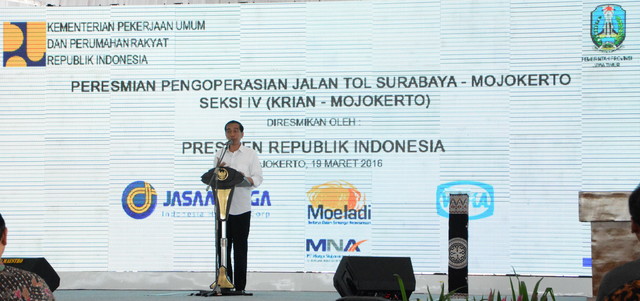 KEMENTERIAN PEKERJAAN UMUM
DAN PERUMAHAN RAKYAT
REPUBLIK INDONESIA
PERESMIAN PENGOPERASIAN JALAN TOL SURABAYA - MOJOKERTO
SEKSI IV (KRIAN - MOJOKERTO)
DIRESMIKAN OLEH :
REPUBLIK INDONESIA
19 MARET 2016
Moeladi
MNA